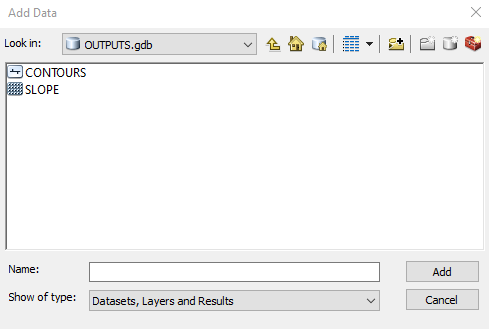 Add Data
Look in: OUTPUTS.gdb
CONTOURS
SLOPE
Name: Add
Show of type: Datasets, Layers and Results Cancel